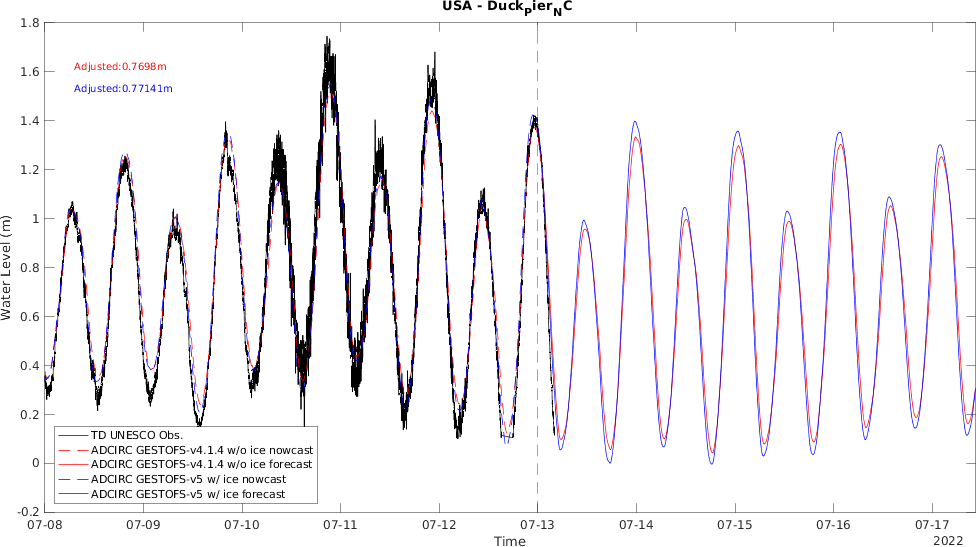 USA - DuckPierNC
1.8
Adjusted:0.7698m
1.6
Adjusted:0.77141m
1.4
1.2
1
0.8
0.6
0.4
0.2
0
-0.2
Water Level (m)
TD UNESCO Obs.
ADCIRC GESTOFS-v4.1.4 w/o ice nowcast
ADCIRC GESTOFS-v4.1.4 w/o ice forecast
ADCIRC GESTOFS-v5 w/ ice nowcast
ADCIRC GESTOFS-v5 w/ ice forecast
07-08 07-09 07-10 07-11 07-12 07-13 07-14 07-15 07-16 07-17
Time
2022